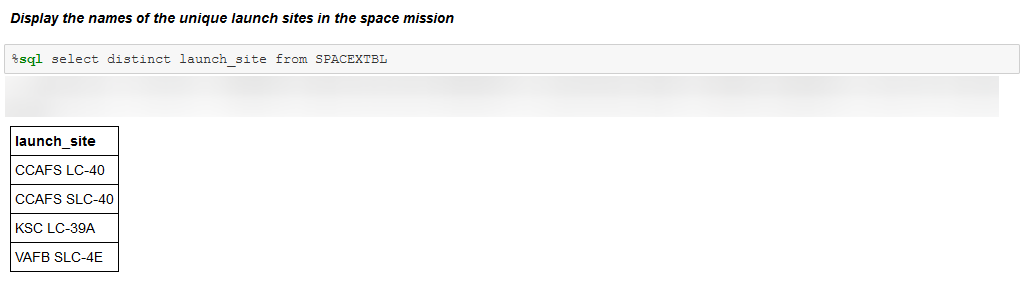 Display the names of the unique launch sites in the space mission
%sql select distinct launch_site from SPACEXTBL
launch_site
CCAFS LC-40
CCAFS SLC-40
KSC LC-39A
VAFB SLC-4E